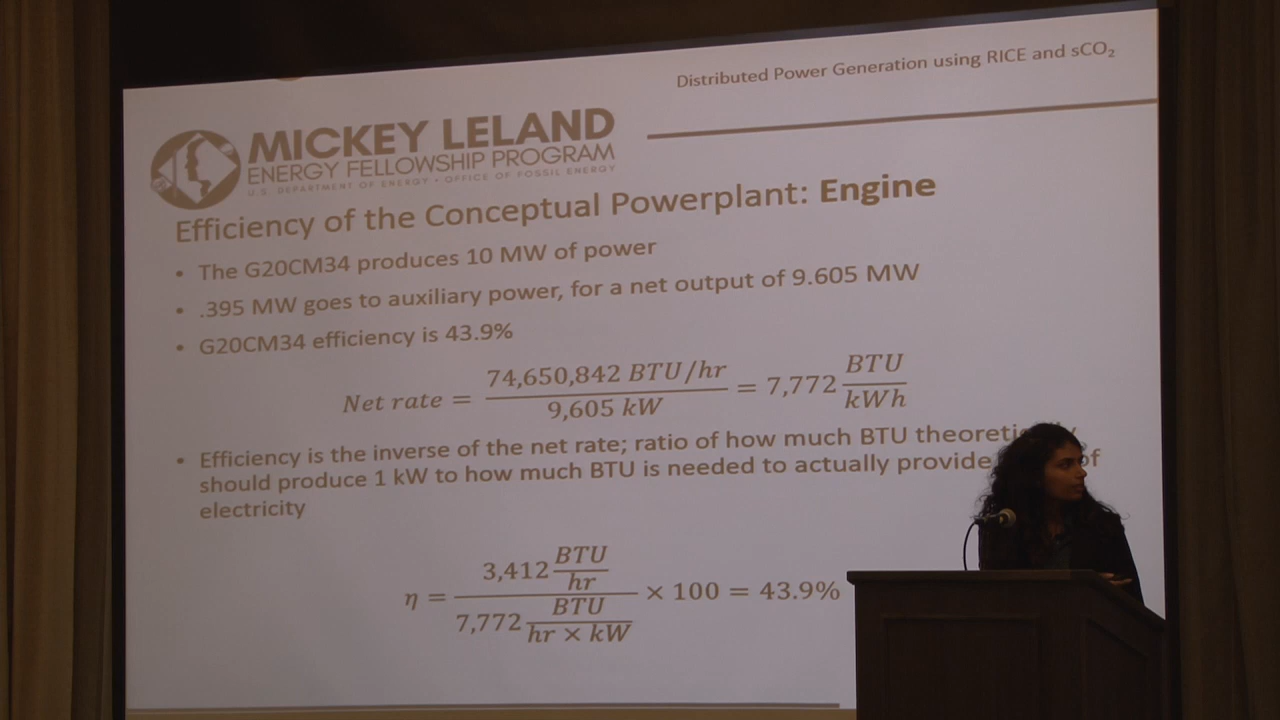 Distributed Power Generation using RICE and sCO₂
MICKEY LELAND
ENERGY FELLOWSHIP PROGRAM
U.S. DEPARTMENT OF ENERGY • OFFICE OF FOSSIL ENERGY
Efficiency of the Conceptual Powerplant: Engine
• The G20CM34 produces 10 MW of power
• .395 MW goes to auxiliary power, for a net output of 9.605 MW
• G20CM34 efficiency is 43.9%
Net rate = 74,650,842 BTU/hr / 9,605 kW = 7,772 BTU / kWh
• Efficiency is the inverse of the net rate; ratio of how much BTU
should produce 1 kW to how much BTU is needed to actually provide of
electricity
η = 3,412 BTU/hr / 7,772 BTU/hr × kW × 100 = 43.9%